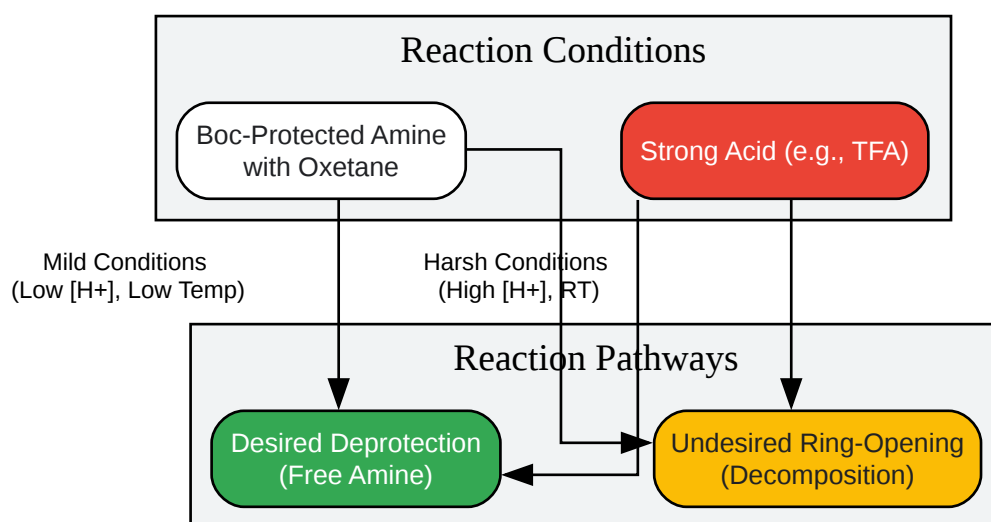 Reaction Conditions
Boc-Protected Amine
with Oxetane
Strong Acid (e.g., TFA)
Mild Conditions
(Low [H+], Low Temp)
Harsh Conditions
(High [H+], RT)
Reaction Pathways
Desired Deprotection
(Free Amine)
Undesired Ring-Opening
(Decomposition)